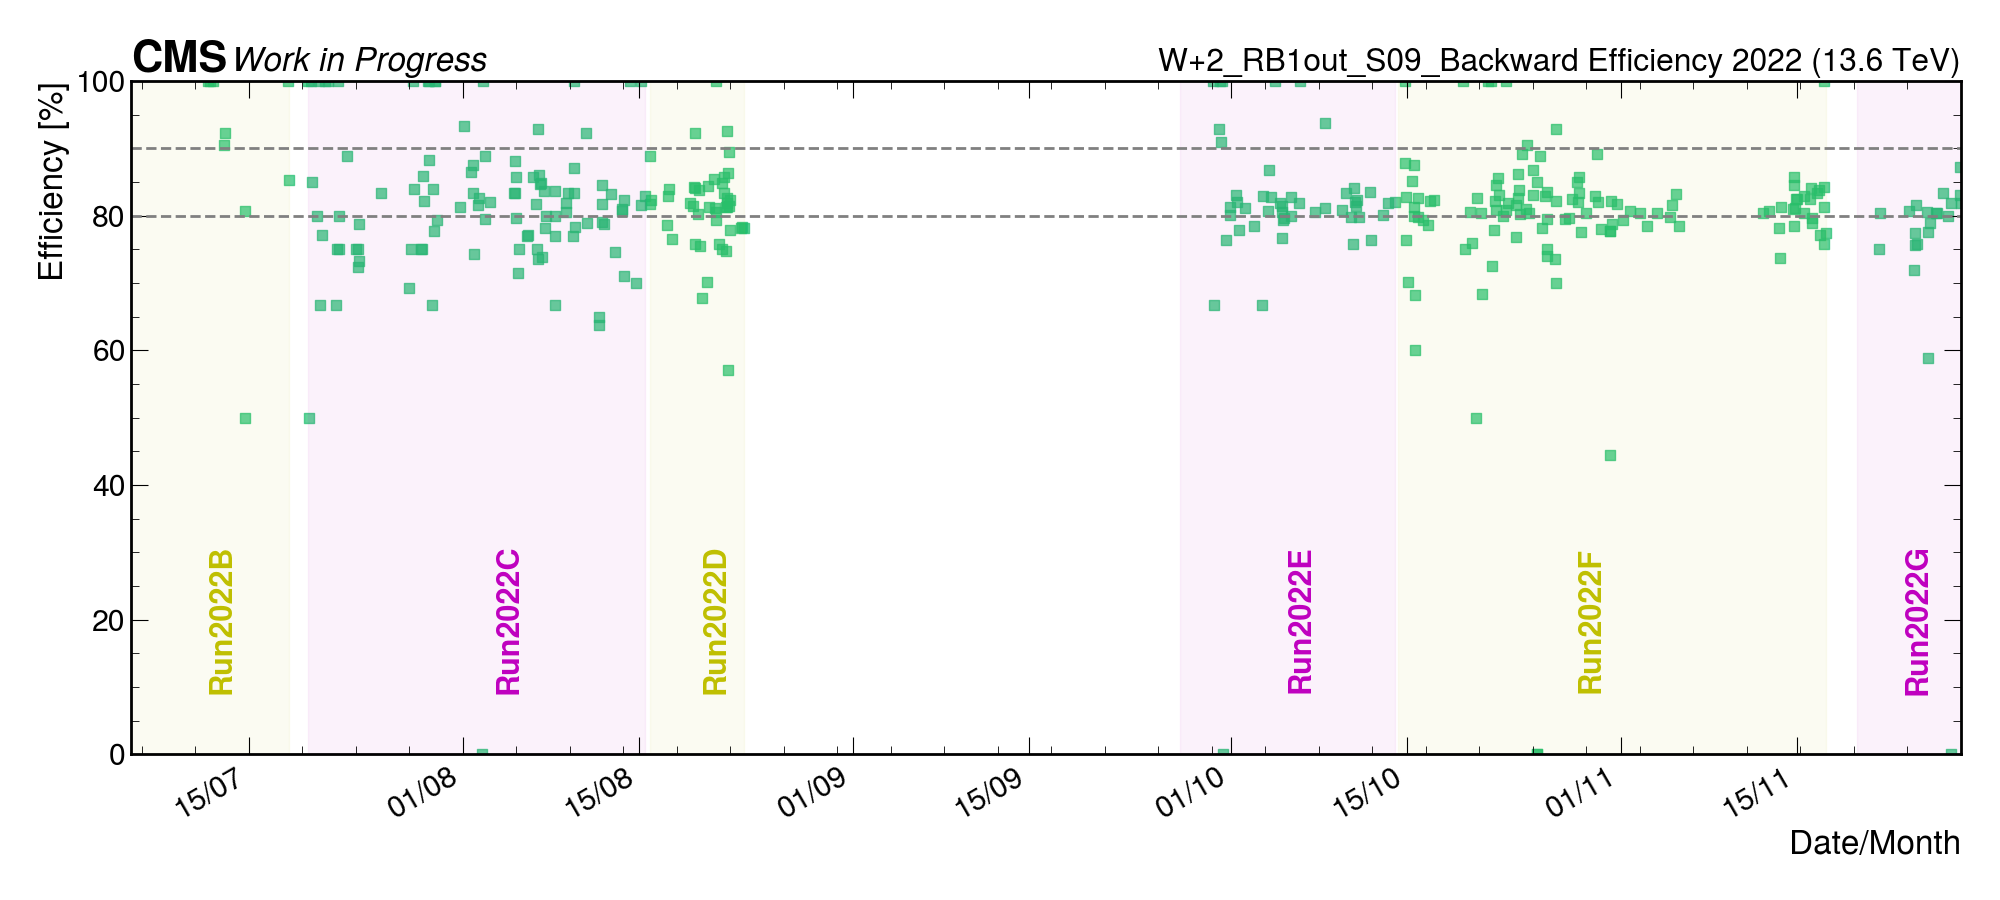 CMS Work in Progress
W+2_RB1out_S09_Backward Efficiency 2022 (13.6 TeV)
Efficiency [%]
100
80
60
40
20
0
Run2022B
Run2022C
Run2022D
Run2022E
Run2022F
Run2022G
15/07
01/08
15/08
01/09
15/09
01/10
15/10
01/11
15/11
Date/Month